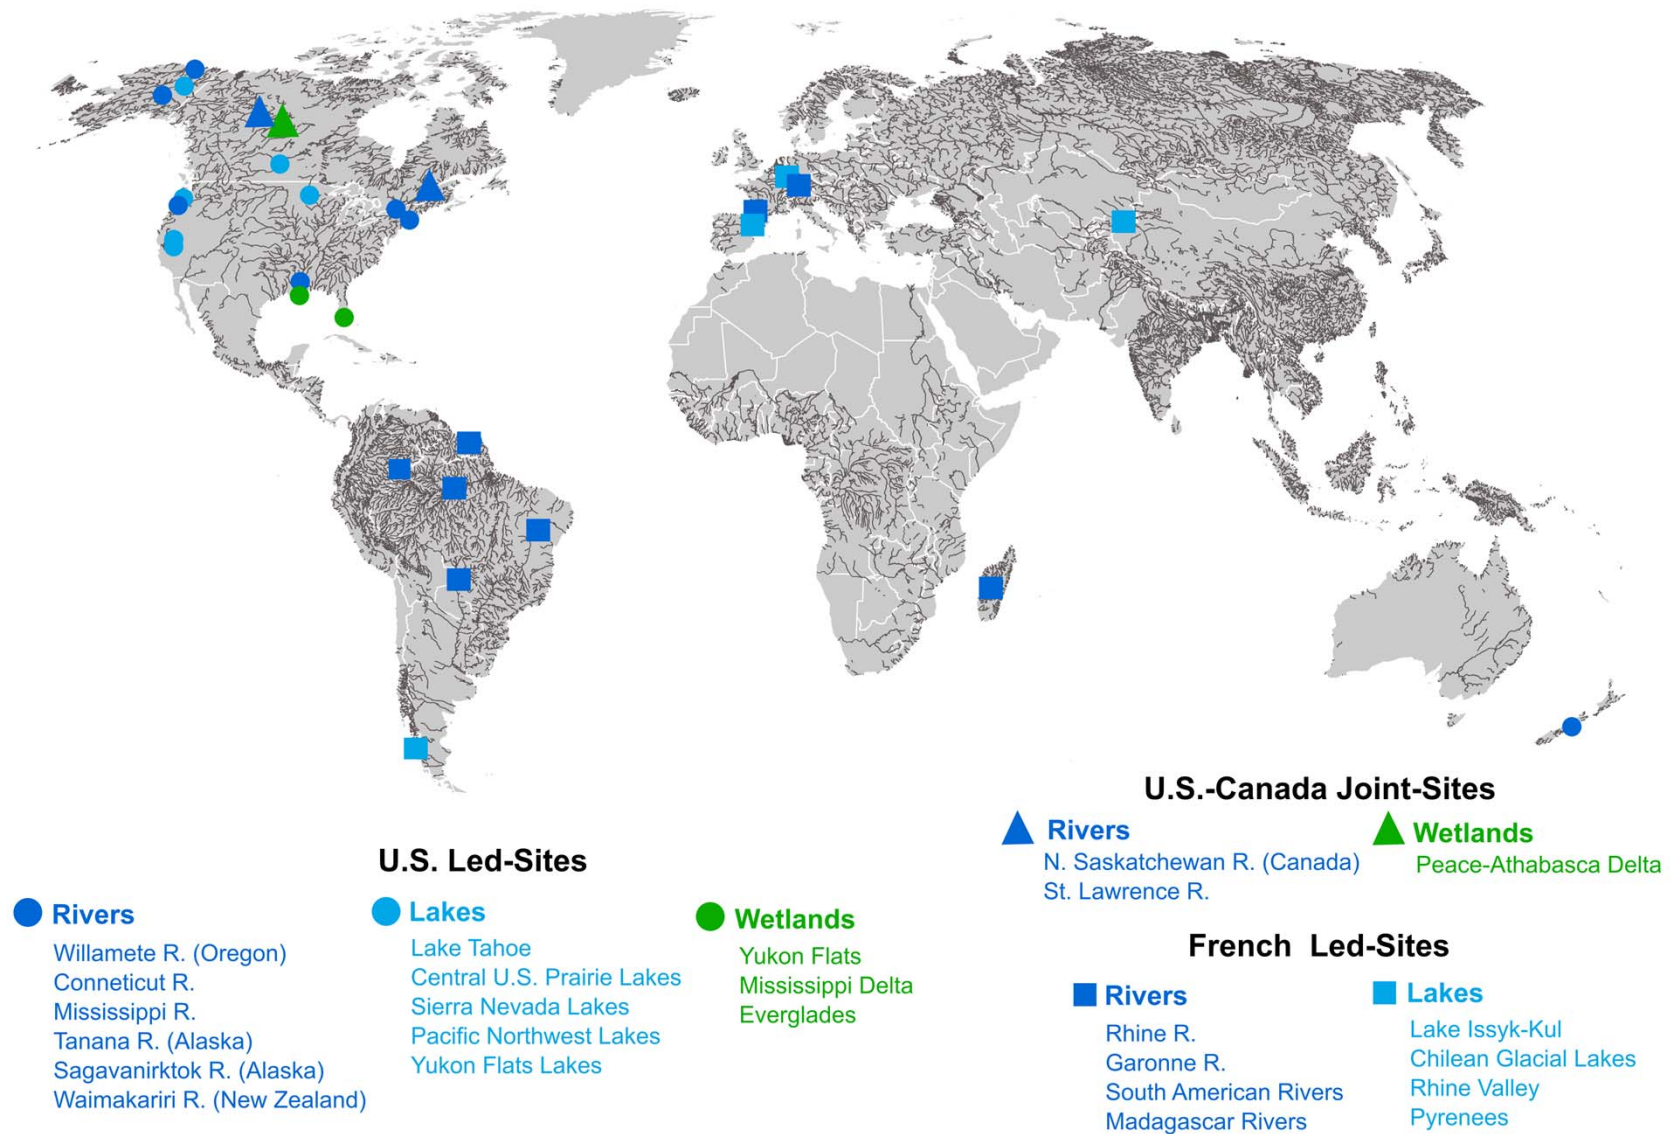 U.S.-Canada Joint-Sites
Rivers
N. Saskatchewan R. (Canada)
St. Lawrence R.
Wetlands
Peace-Athabasca Delta
U.S. Led-Sites
Rivers
Willamete R. (Oregon)
Conneticut R.
Mississippi R.
Tanana R. (Alaska)
Sagavanirktok R. (Alaska)
Waimakariri R. (New Zealand)
Lakes
Lake Tahoe
Central U.S. Prairie Lakes
Sierra Nevada Lakes
Pacific Northwest Lakes
Yukon Flats Lakes
Wetlands
Yukon Flats
Mississippi Delta
Everglades
French Led-Sites
Rivers
Rhine R.
Garonne R.
South American Rivers
Madagascar Rivers
Lakes
Lake Issyk-Kul
Chilean Glacial Lakes
Rhine Valley
Pyrenees